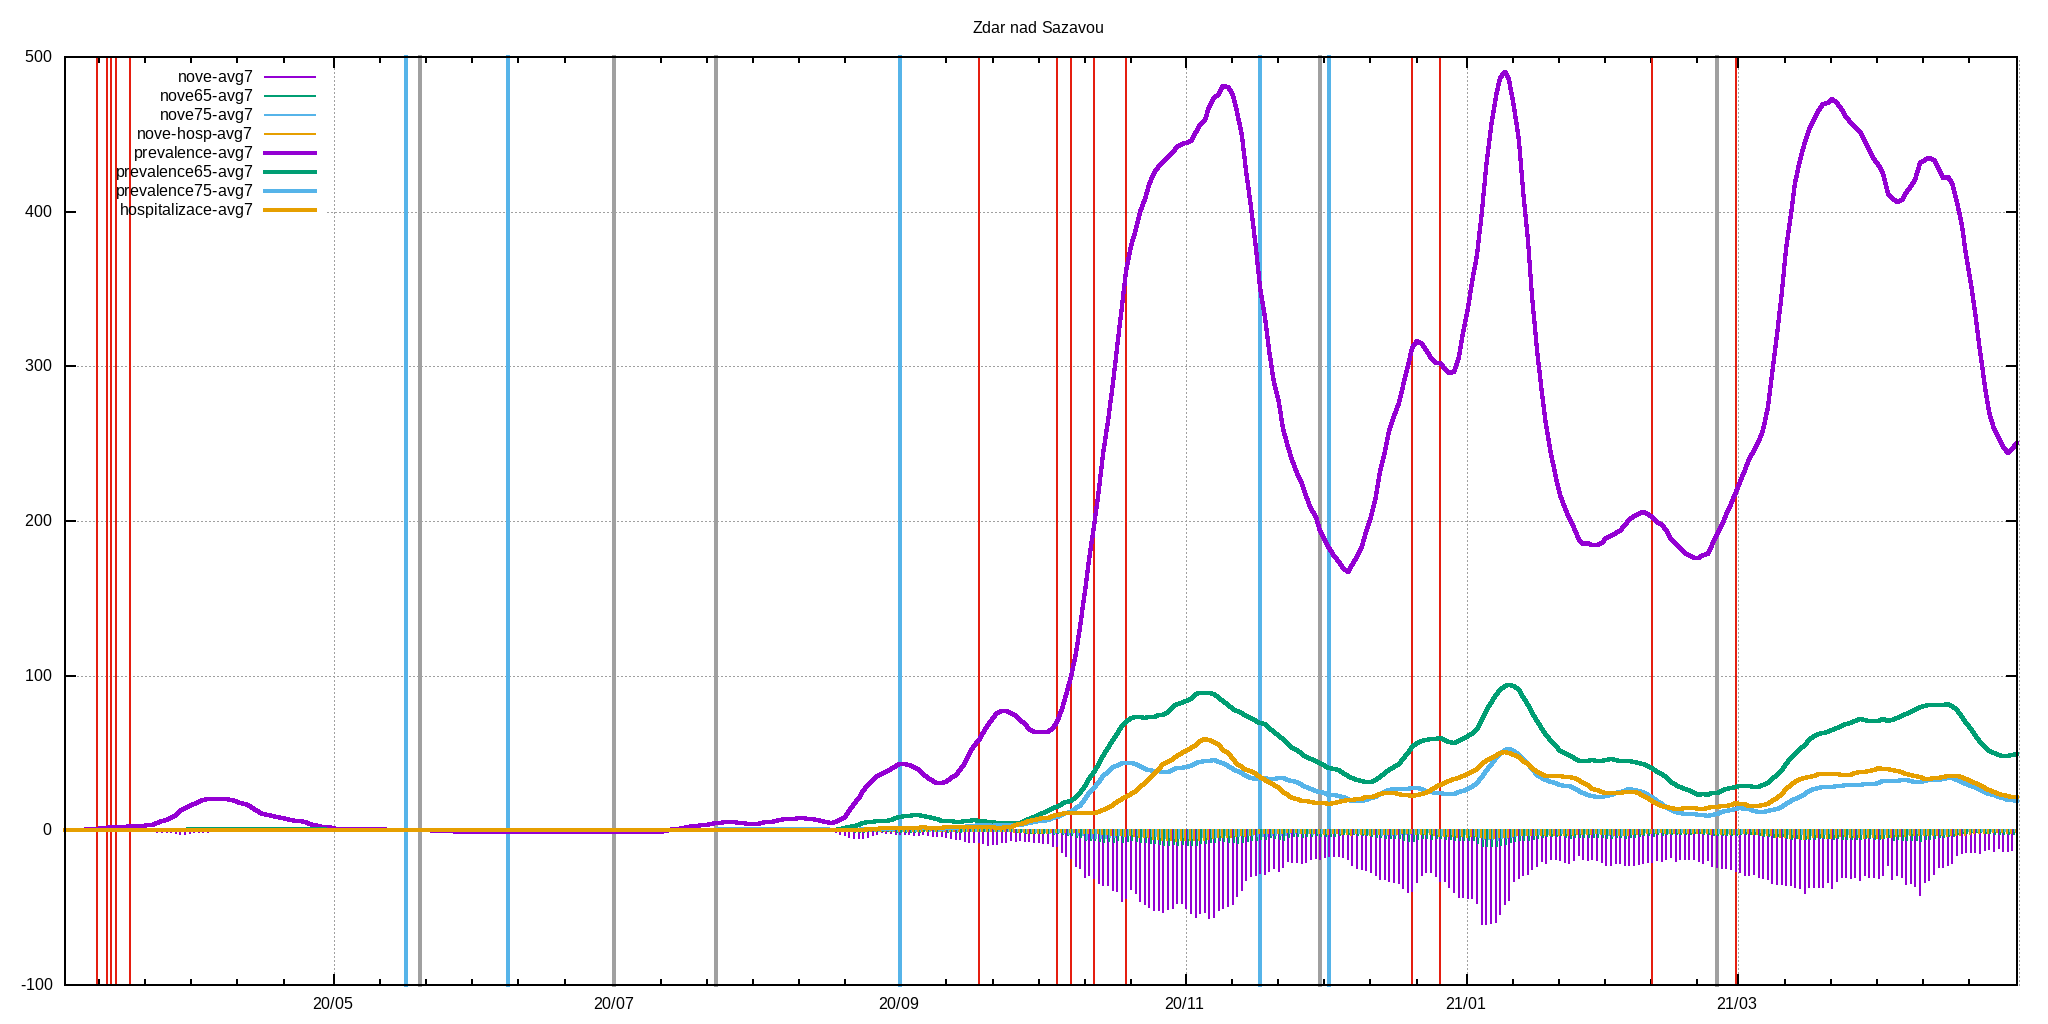 Zdar nad Sazavou
500
400
300
200
100
0
-100
nove-avg7
nove65-avg7
nove75-avg7
nove-hosp-avg7
prevalence-avg7
prevalence65-avg7
prevalence75-avg7
hospitalizace-avg7
20/05 20/07 20/09 20/11 21/01 21/03